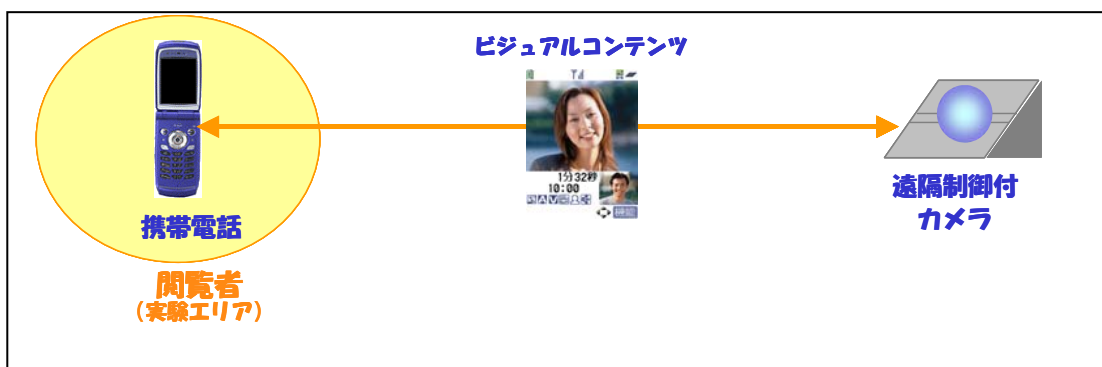 ビジュアルコンテンツ
1分32秒
10:00
携帯電話
閲覧者
(実験エリア)
遠隔制御付
カメラ